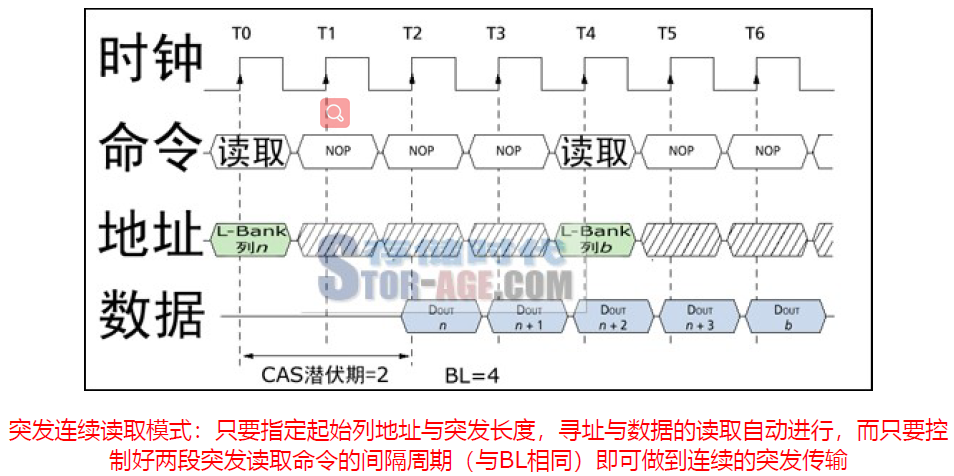 T0 T1 T2 T3 T4 T5 T6
时钟
命令 读取 NOP NOP NOP 读取 NOP NOP
地址 L-Bank 列n L-Bank 列b
存储时代
STOR-AGE.COM
数据 DOUT n DOUT n + 1 DOUT n + 2 DOUT n + 3 DOUT b
CAS潜伏期=2 BL=4
突发连续读取模式：只要指定起始列地址与突发长度，寻址与数据的读取自动进行，而只要控
制好两段突发读取命令的间隔周期（与BL相同）即可做到连续的突发传输